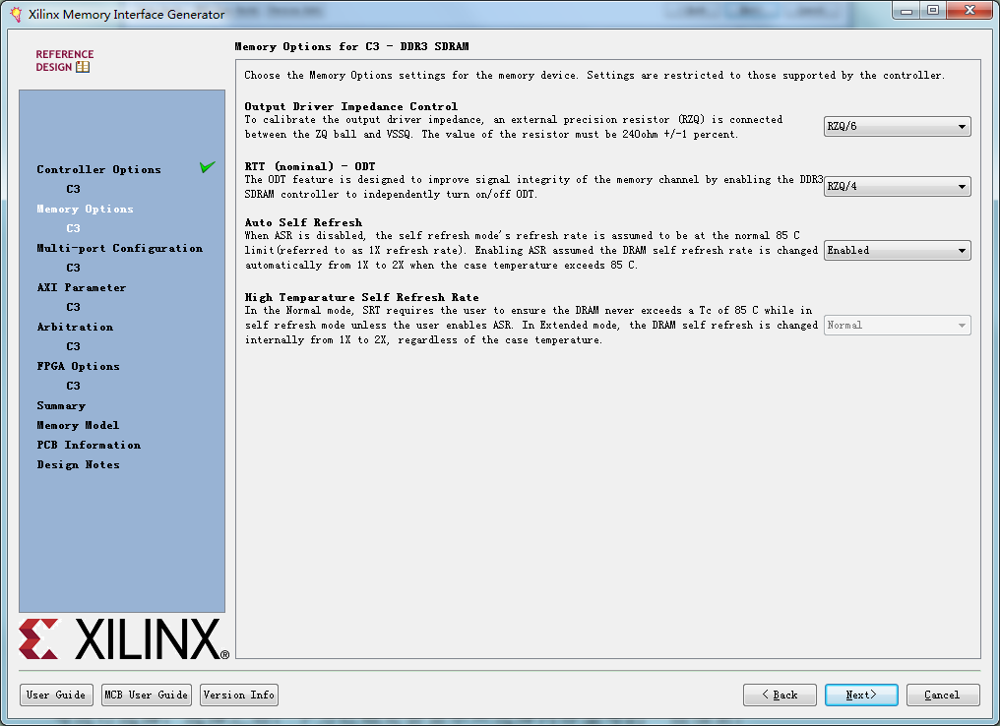 Xilinx Memory Interface Generator
REFERENCE
DESIGN
Controller Options
C3
Memory Options
C3
Multi-port Configuration
C3
AXI Parameter
C3
Arbitration
C3
FPGA Options
C3
Summary
Memory Model
PCB Information
Design Notes
XILINX®
Memory Options for C3 - DDR3 SDRAM
Choose the Memory Options settings for the memory device. Settings are restricted to those supported by the controller.
Output Driver Impedance Control
To calibrate the output driver impedance, an external precision resistor (RZQ) is connected
between the ZQ ball and VSSQ. The value of the resistor must be 240ohm +/-1 percent.
RZQ/6
RTT (nominal) - ODT
The ODT feature is designed to improve signal integrity of the memory channel by enabling the DDR3
SDRAM controller to independently turn on/off ODT.
RZQ/4
Auto Self Refresh
When ASR is disabled, the self refresh mode's refresh rate is assumed to be at the normal 85 C
limit(referred to as 1X refresh rate). Enabling ASR assumed the DRAM self refresh rate is changed
automatically from 1X to 2X when the case temperature exceeds 85 C.
Enabled
High Temparature Self Refresh Rate
In the Normal mode, SRT requires the user to ensure the DRAM never exceeds a Tc of 85 C while in
self refresh mode unless the user enables ASR. In Extended mode, the DRAM self refresh is changed
internally from 1X to 2X, regardless of the case temperature.
Normal
User Guide
MCB User Guide
Version Info
< Back
Next>
Cancel